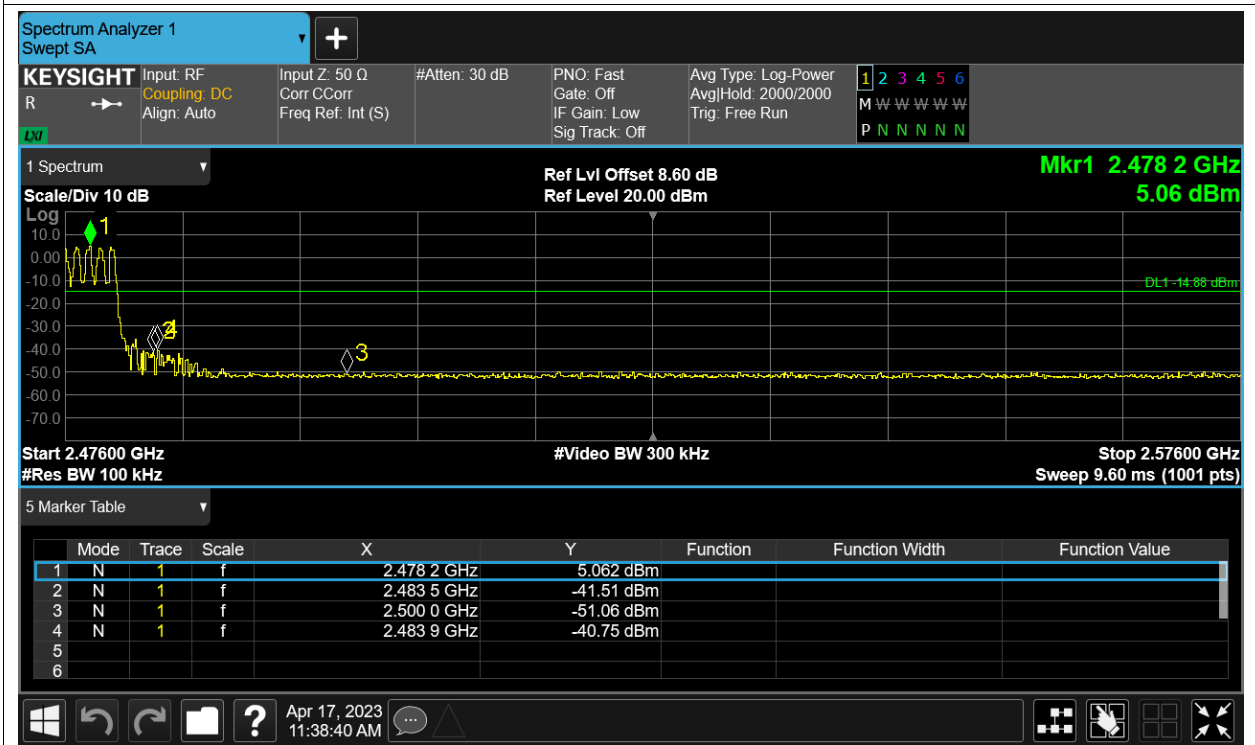 Spectrum Analyzer 1
Swept SA
+
KEYSIGHT
R
LXI
Input: RF
Coupling: DC
Align: Auto
Input Z: 50 Ω
Corr CCorr
Freq Ref: Int (S)
#Atten: 30 dB
PNO: Fast
Gate: Off
IF Gain: Low
Sig Track: Off
Avg Type: Log-Power
Avg|Hold: 2000/2000
Trig: Free Run
1 2 3 4 5 6
M W W W W W
P N N N N N
1 Spectrum
Scale/Div 10 dB
Ref Lvl Offset 8.60 dB
Ref Level 20.00 dBm
Mkr1 2.478 2 GHz
5.06 dBm
Log
10.0
0.00
-10.0
-20.0
-30.0
-40.0
-50.0
-60.0
-70.0
1
2
4
3
DL1 -14.88 dBm
Start 2.47600 GHz
#Res BW 100 kHz
#Video BW 300 kHz
Stop 2.57600 GHz
Sweep 9.60 ms (1001 pts)
5 Marker Table
Mode Trace Scale X Y Function Function Width Function Value
1 N 1 f 2.478 2 GHz 5.062 dBm
2 N 1 f 2.483 5 GHz -41.51 dBm
3 N 1 f 2.500 0 GHz -51.06 dBm
4 N 1 f 2.483 9 GHz -40.75 dBm
5
6
?
Apr 17, 2023
11:38:40 AM